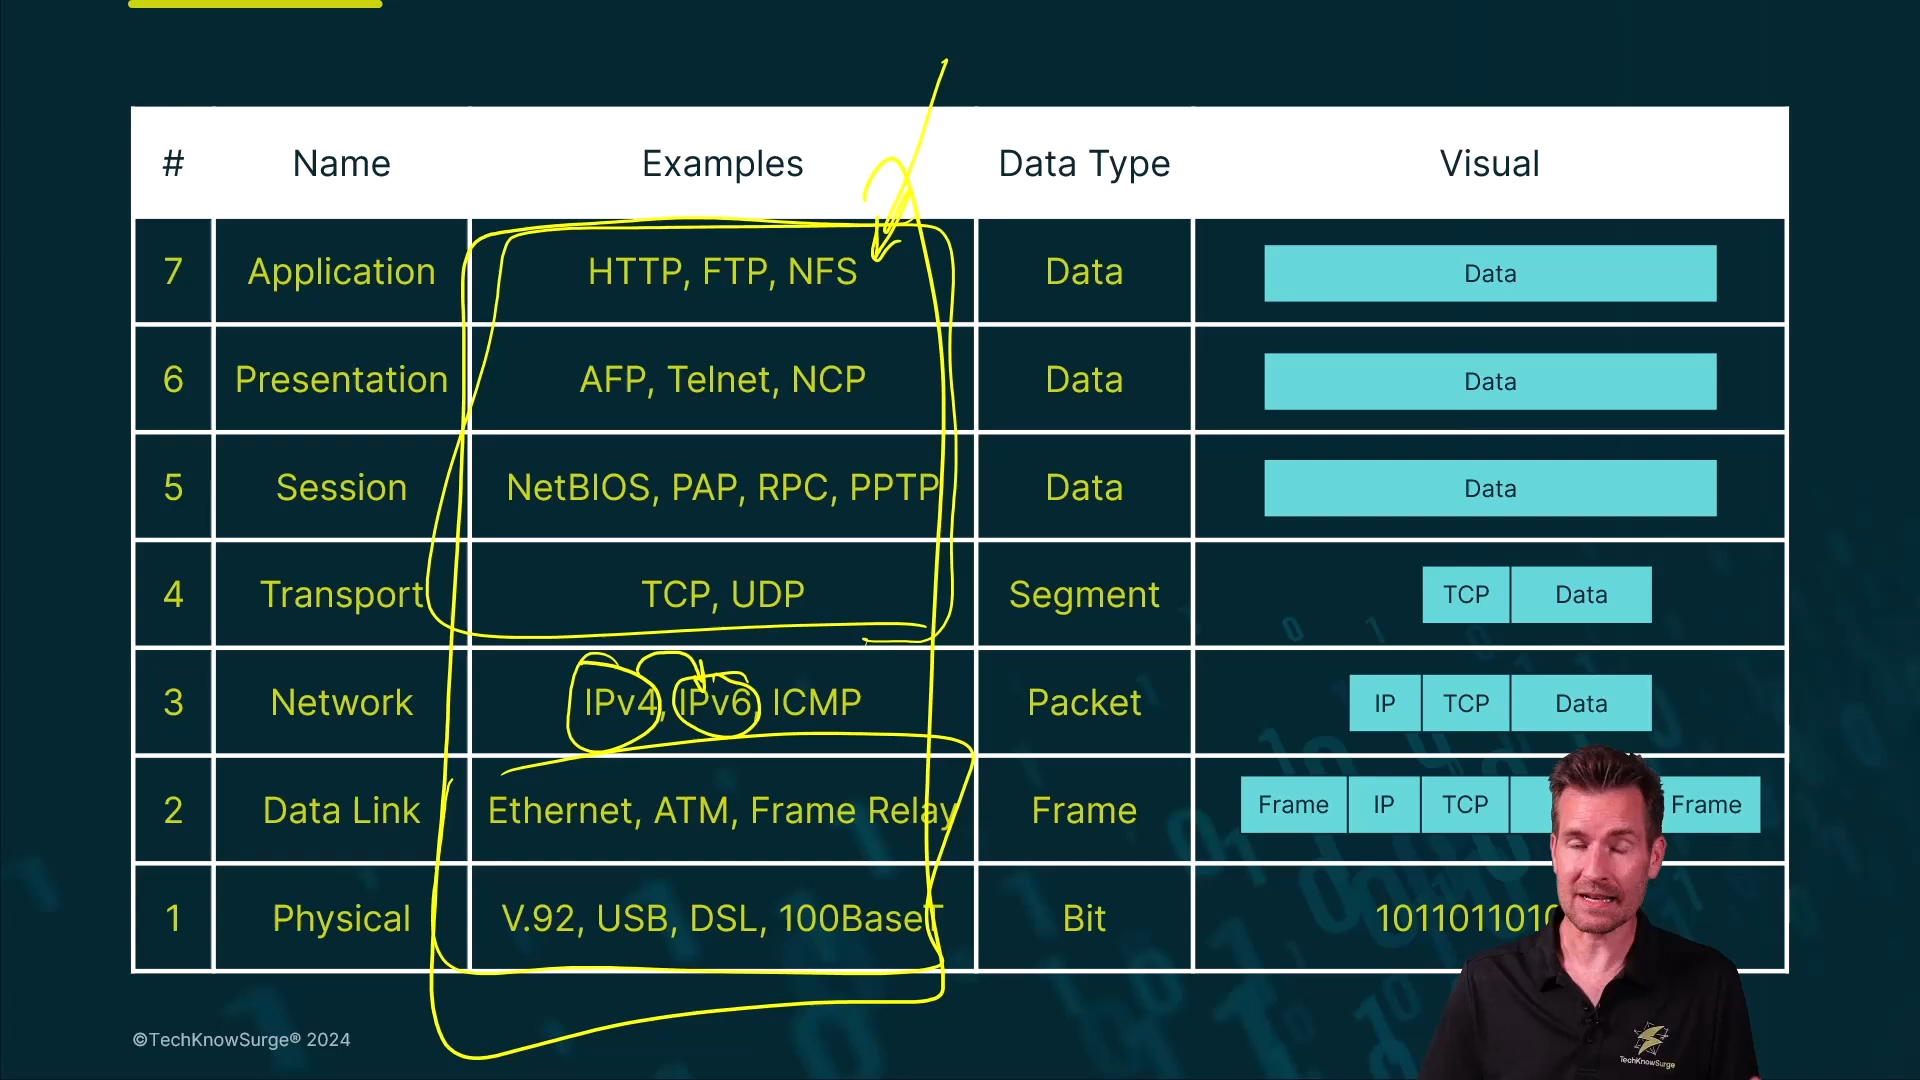 # Name Examples Data Type Visual
7 Application HTTP, FTP, NFS Data Data
6 Presentation AFP, Telnet, NCP Data Data
5 Session NetBIOS, PAP, RPC, PPTP Data Data
4 Transport TCP, UDP Segment TCP Data
3 Network IPv4, IPv6, ICMP Packet IP TCP Data
2 Data Link Ethernet, ATM, Frame Relay Frame Frame IP TCP Frame
1 Physical V.92, USB, DSL, 100BaseT Bit 1011011010
©TechKnowSurge® 2024
TechKnowSurge